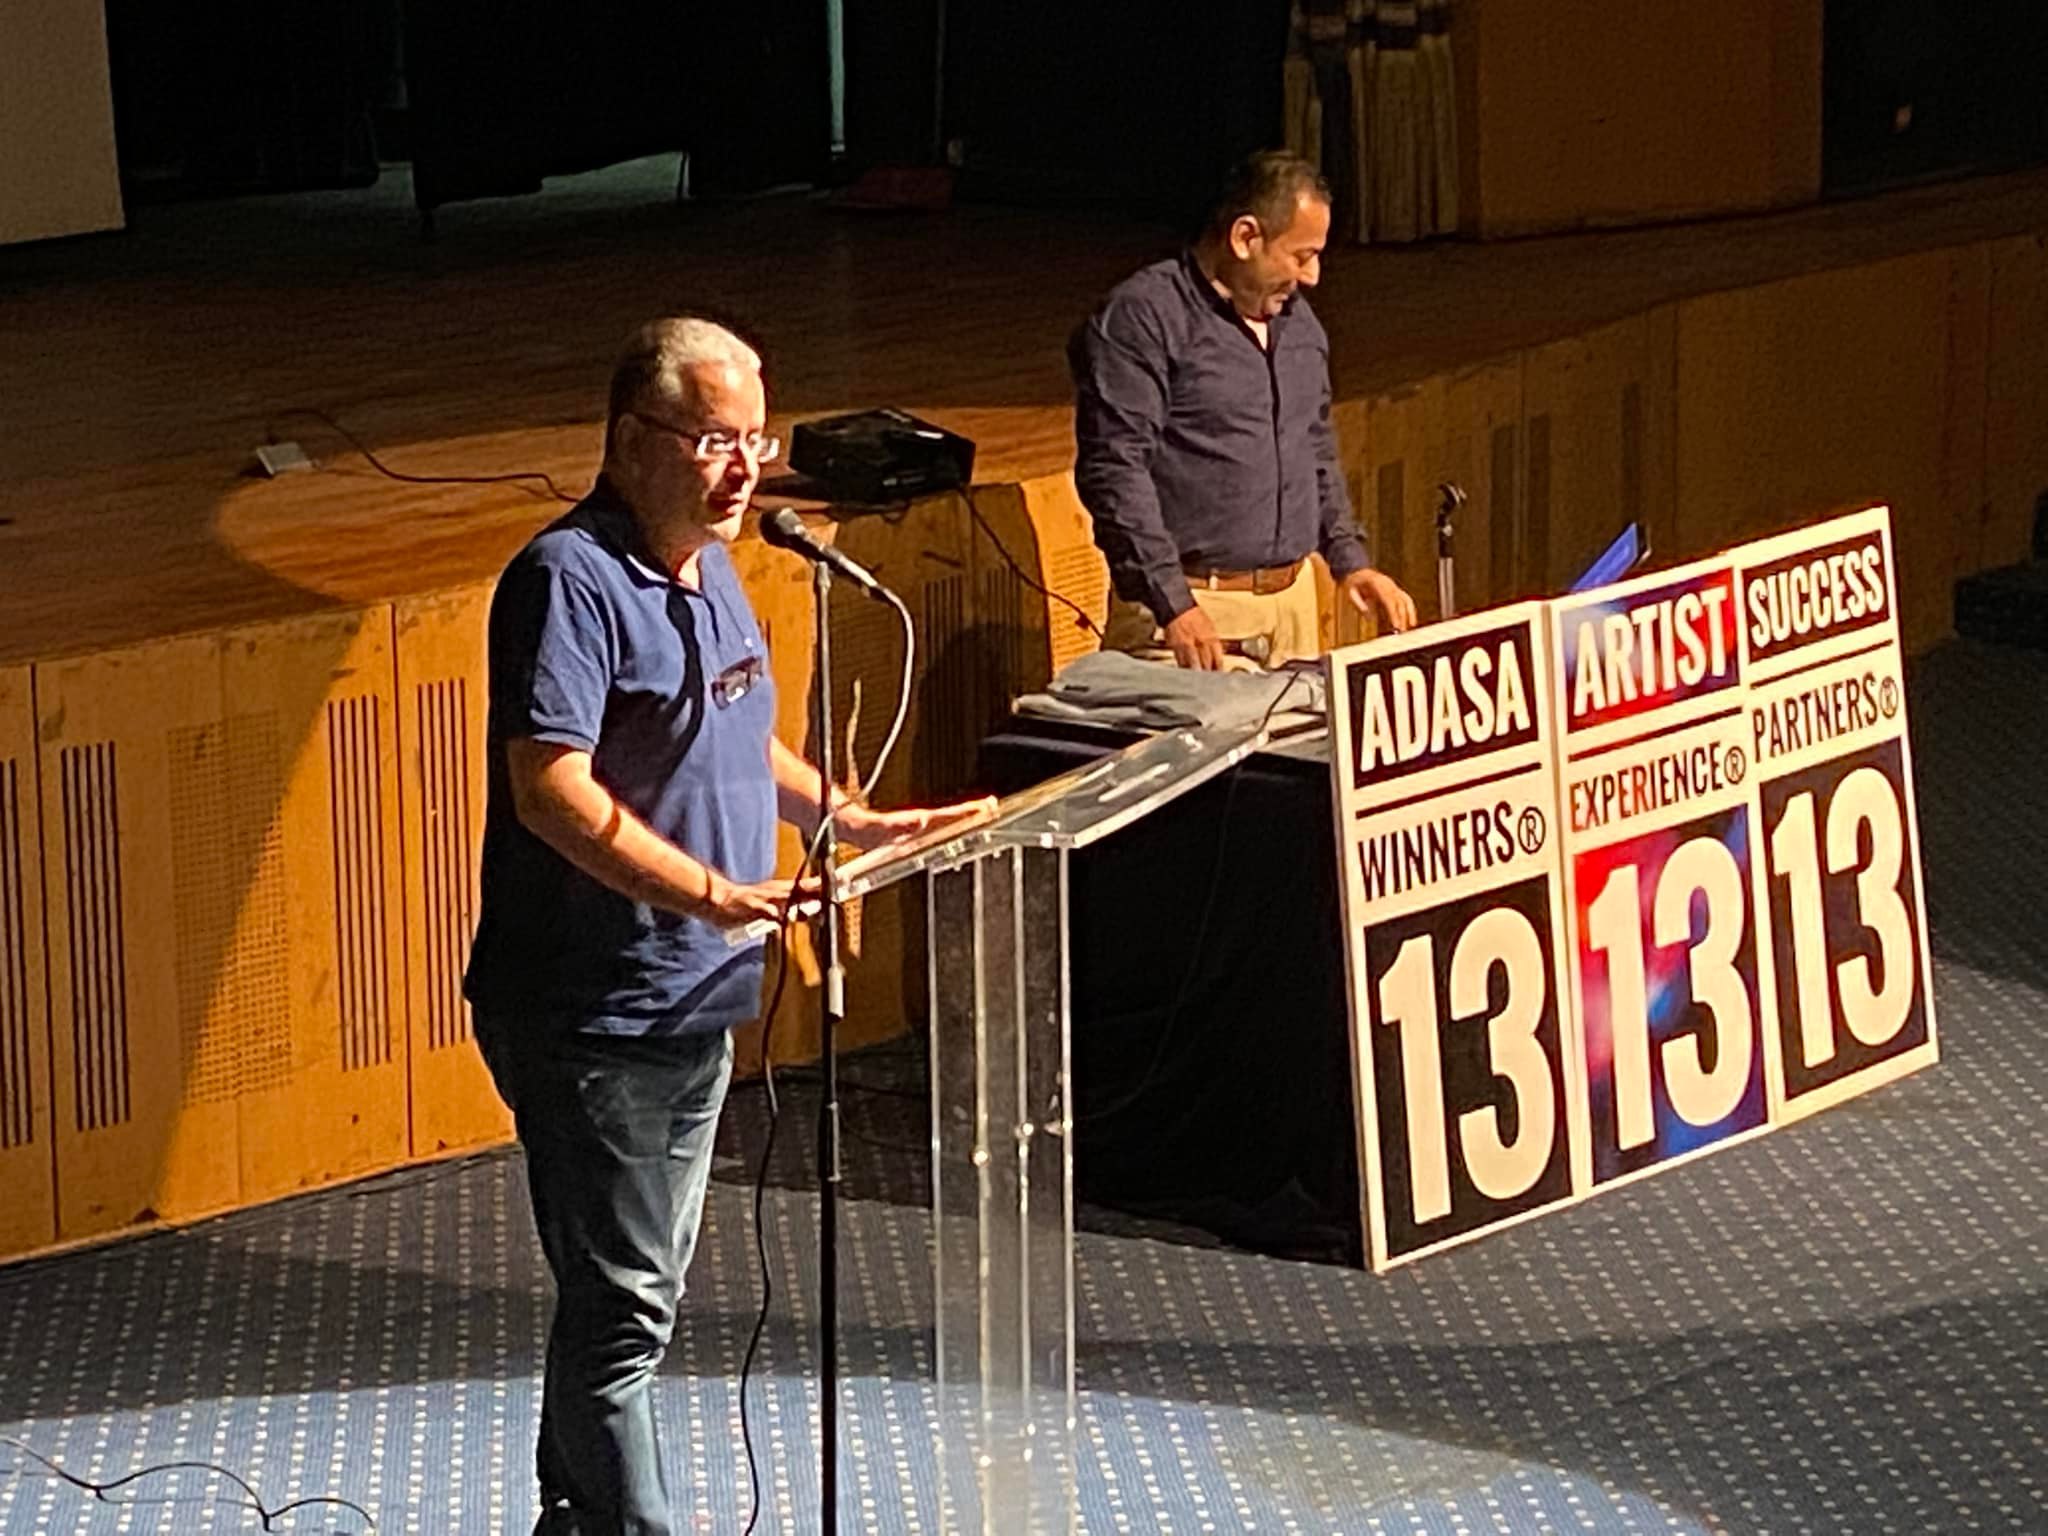 ADASA
WINNERS®
13
ARTIST
EXPERIENCE®
13
SUCCESS
PARTNERS®
13